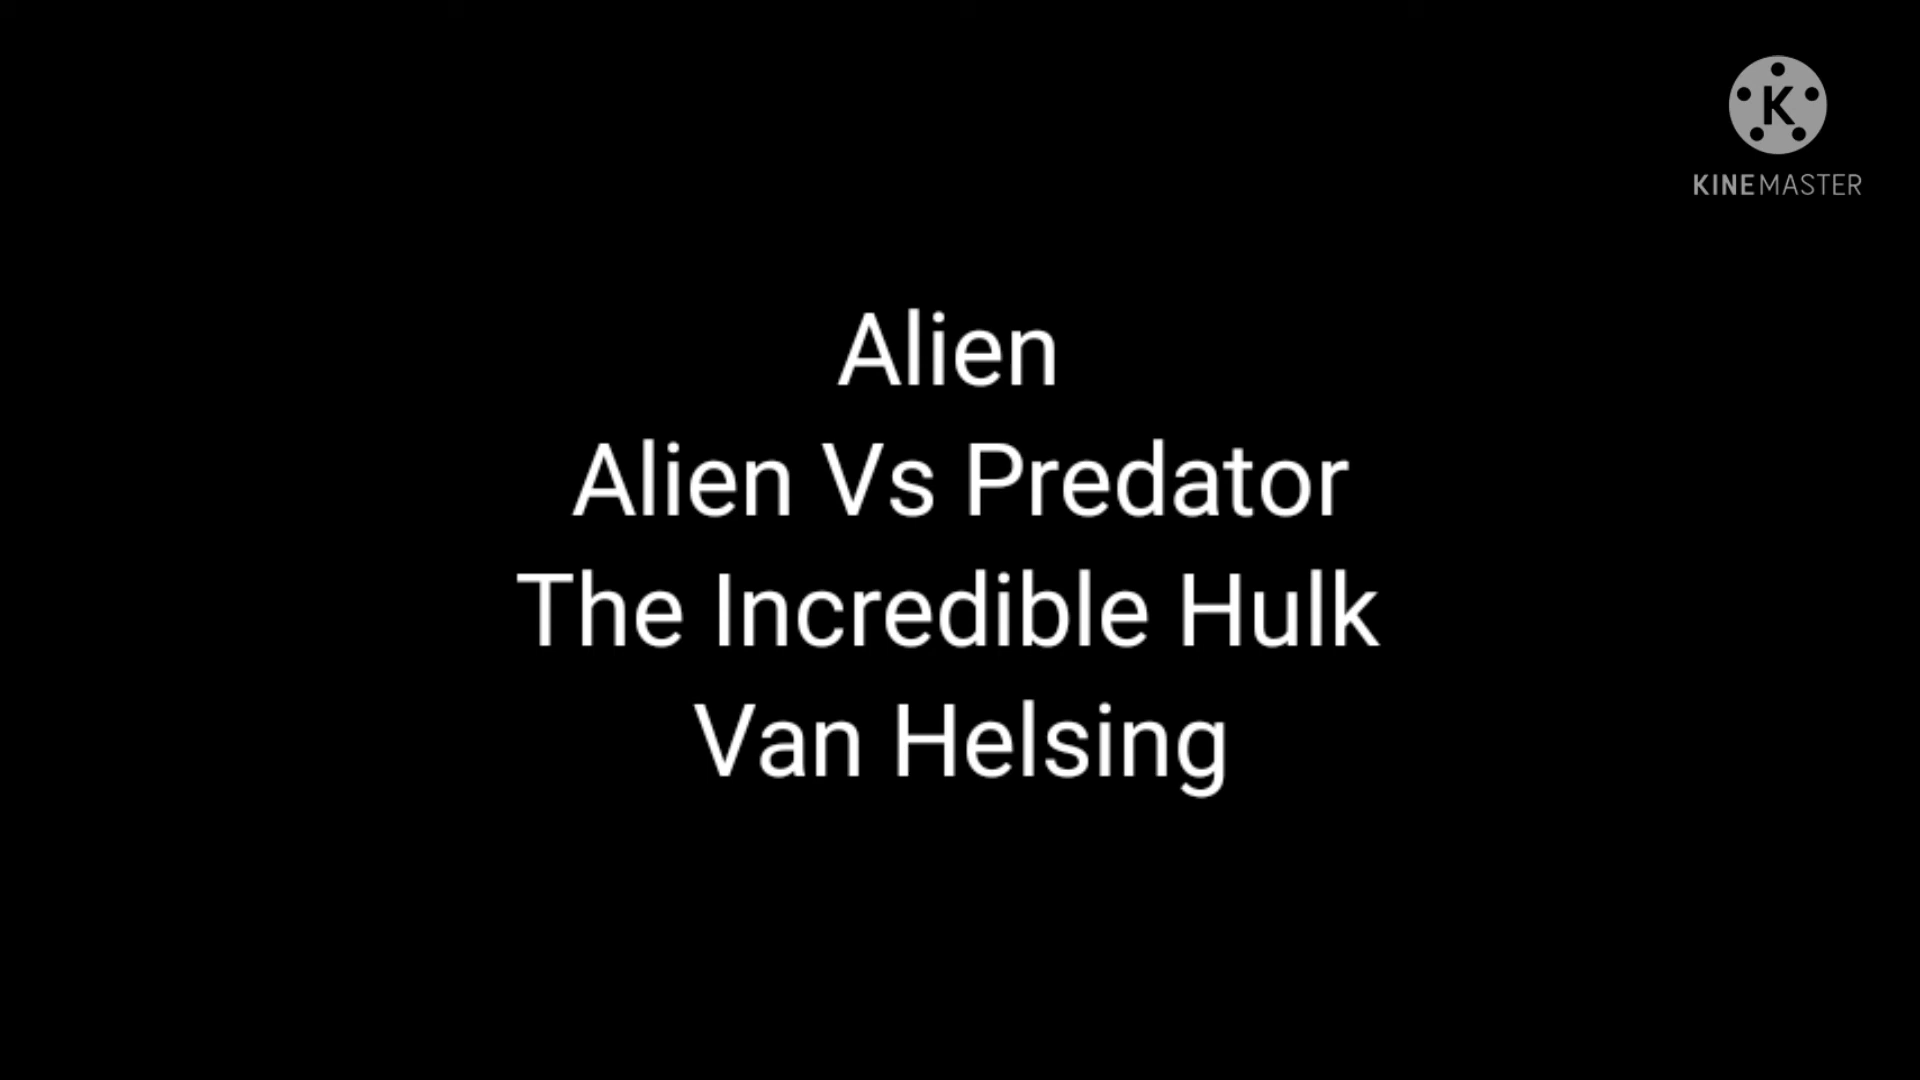 K
KINEMASTER
Alien
Alien Vs Predator
The Incredible Hulk
Van Helsing